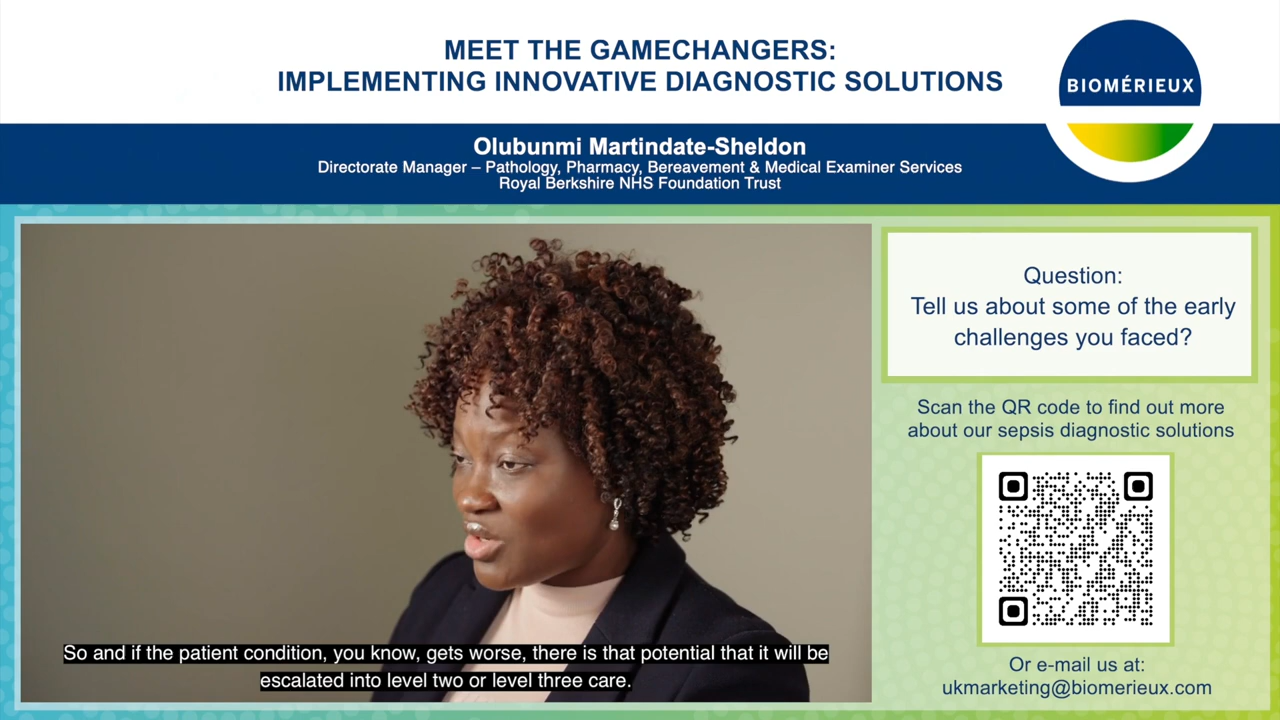 MEET THE GAMECHANGERS:
IMPLEMENTING INNOVATIVE DIAGNOSTIC SOLUTIONS
BIOMÉRIEUX
Olubunmi Martindate-Sheldon
Directorate Manager – Pathology, Pharmacy, Bereavement & Medical Examiner Services
Royal Berkshire NHS Foundation Trust
Question:
Tell us about some of the early
challenges you faced?
Scan the QR code to find out more
about our sepsis diagnostic solutions
Or e-mail us at:
ukmarketing@biomerieux.com
So and if the patient condition, you know, gets worse, there is that potential that it will be
escalated into level two or level three care.